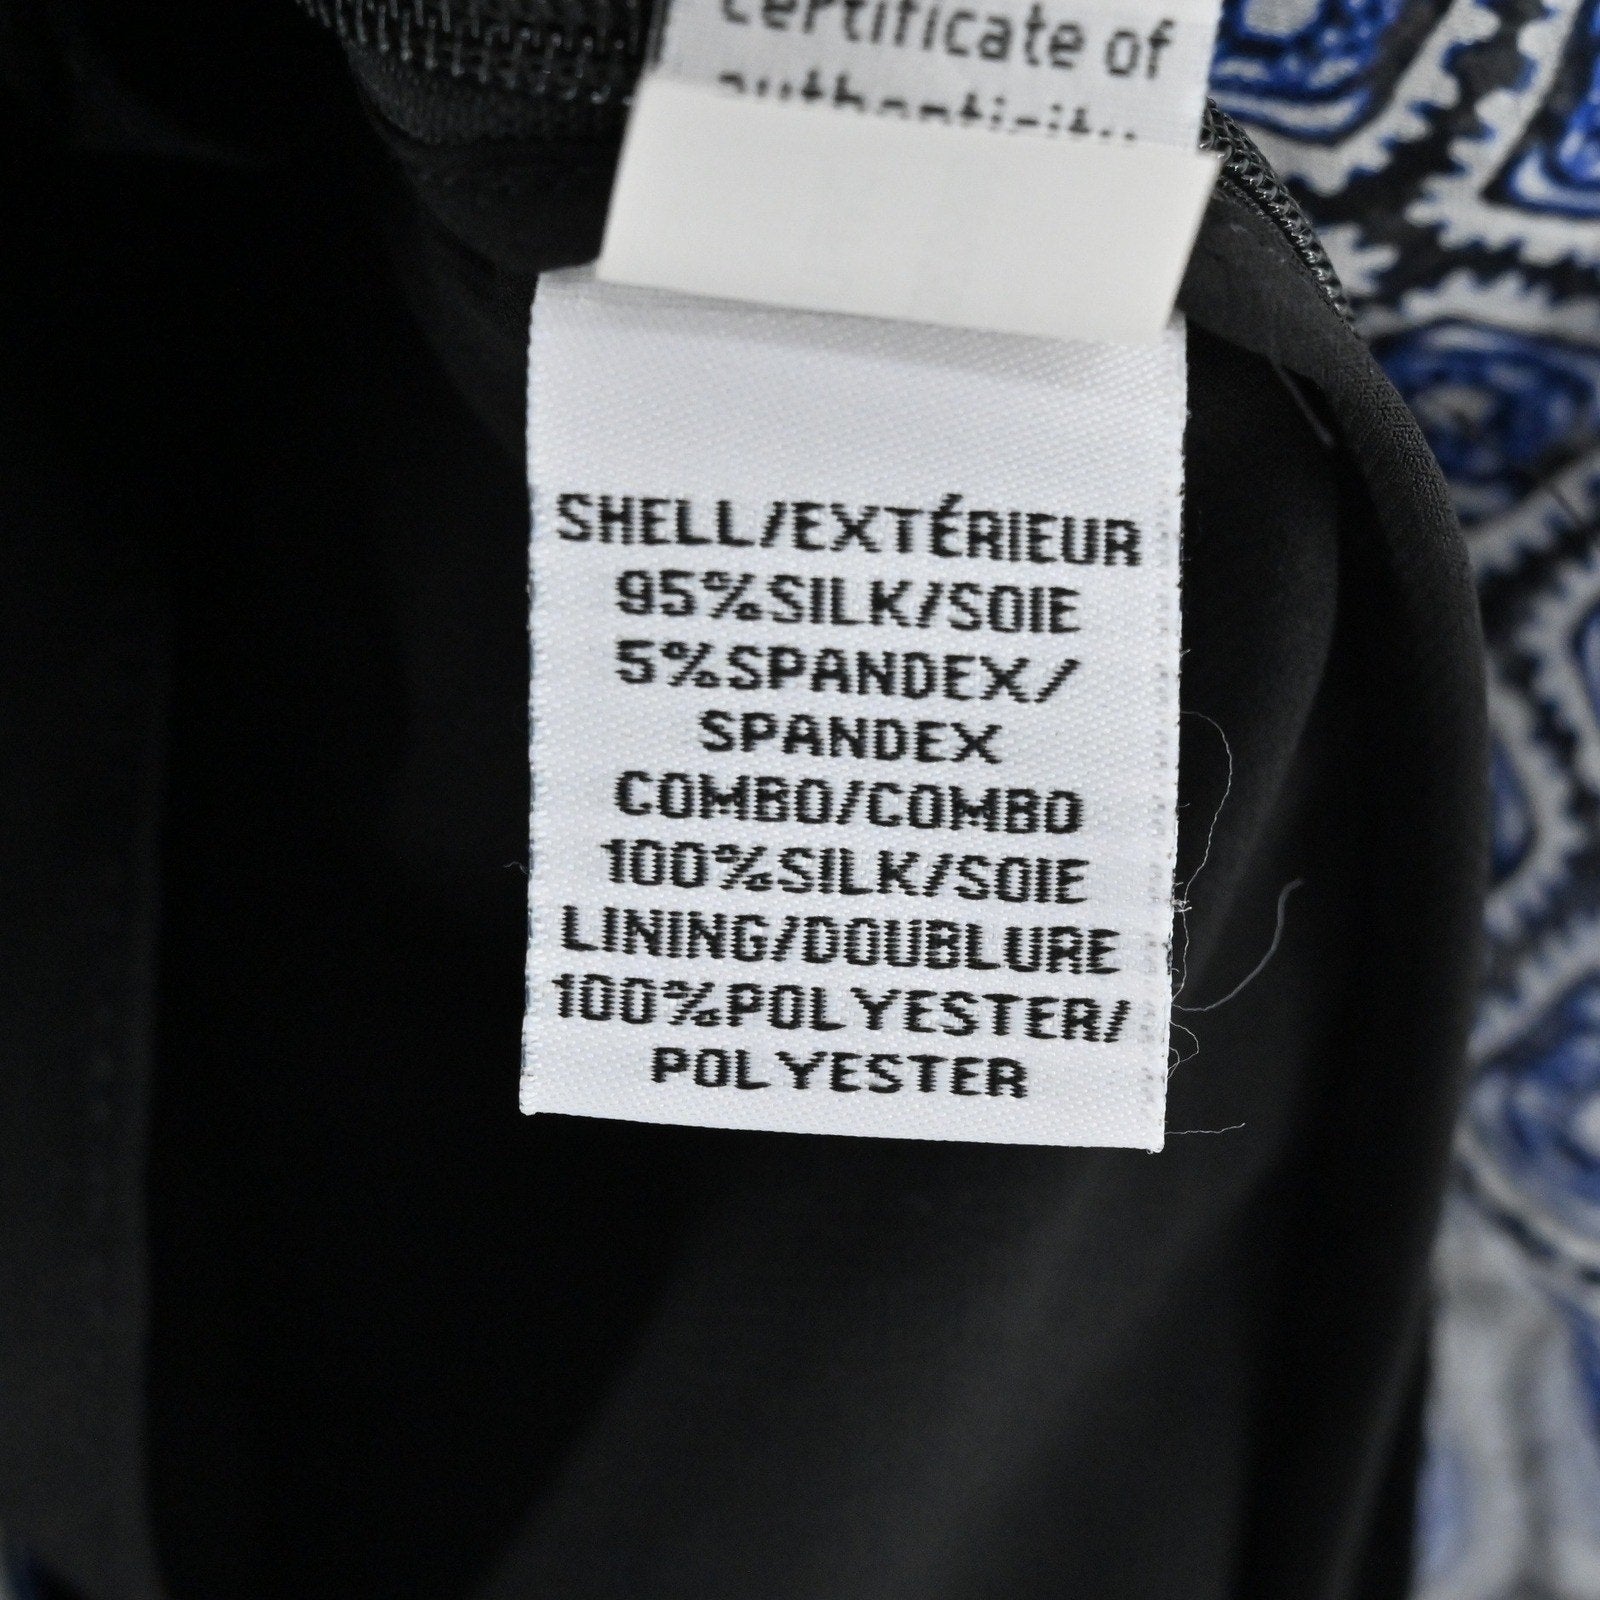 certificate of
authenticity
SHELL/EXTÉRIEUR
95%SILK/SOIE
5%SPANDEX/
SPANDEX
COMBO/COMBO
100%SILK/SOIE
LINING/DOUBLURE
100%POLYESTER/
POLYESTER